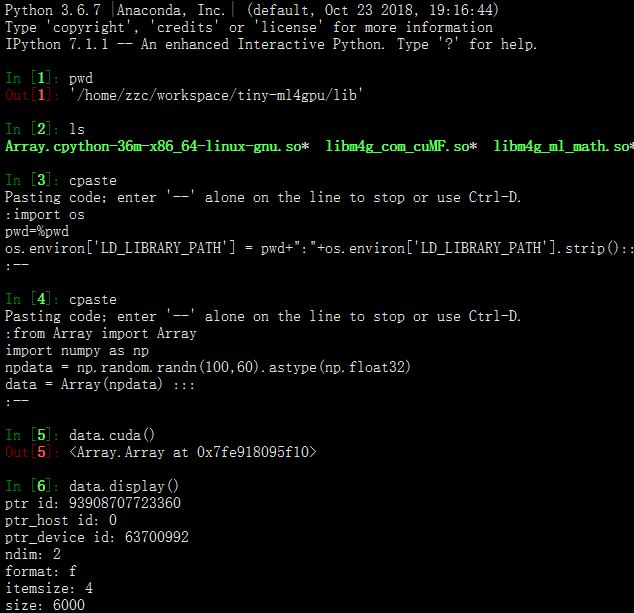 Python 3.6.7 |Anaconda, Inc.| (default, Oct 23 2018, 19:16:44)
Type 'copyright', 'credits' or 'license' for more information
IPython 7.1.1 -- An enhanced Interactive Python. Type '?' for help.
In [1]: pwd
Out[1]: '/home/zzc/workspace/tiny-ml4gpu/lib'
In [2]: ls
Array.cpython-36m-x86_64-linux-gnu.so* libm4g_com_cuMF.so* libm4g_ml_math.so*
In [3]: cpaste
Pasting code; enter '--' alone on the line to stop or use Ctrl-D.
:import os
pwd=%pwd
os.environ['LD_LIBRARY_PATH'] = pwd+":"+os.environ['LD_LIBRARY_PATH'].strip()::
:--
In [4]: cpaste
Pasting code; enter '--' alone on the line to stop or use Ctrl-D.
:from Array import Array
import numpy as np
npdata = np.random.randn(100,60).astype(np.float32)
data = Array(npdata) :::
:--
In [5]: data.cuda()
Out[5]: <Array.Array at 0x7fe918095f10>
In [6]: data.display()
ptr id: 93908707723360
ptr_host id: 0
ptr_device id: 63700992
ndim: 2
format: f
itemsize: 4
size: 6000